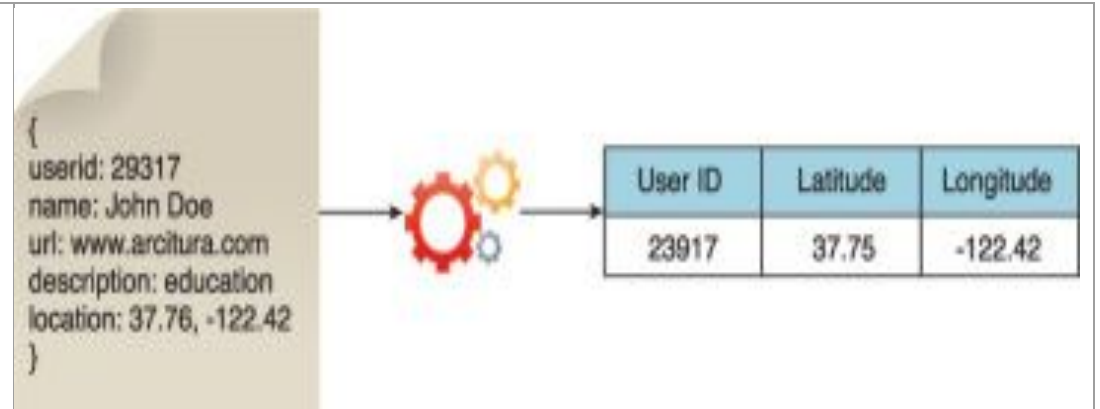 {
userid: 29317
name: John Doe
url: www.arcitura.com
description: education
location: 37.76, -122.42
}
User ID Latitude Longitude
23917 37.75 -122.42